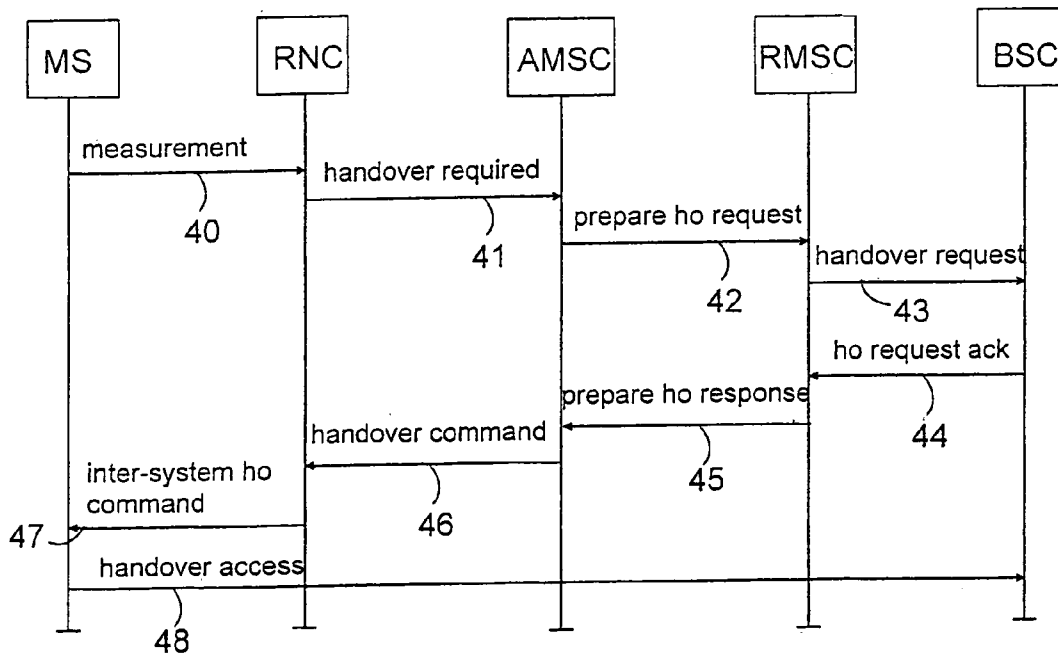 MS
RNC
AMSC
RMSC
BSC
measurement
40
handover required
41
prepare ho request
42
handover request
43
ho request ack
44
prepare ho response
45
handover command
46
inter-system ho
command
47
handover access
48